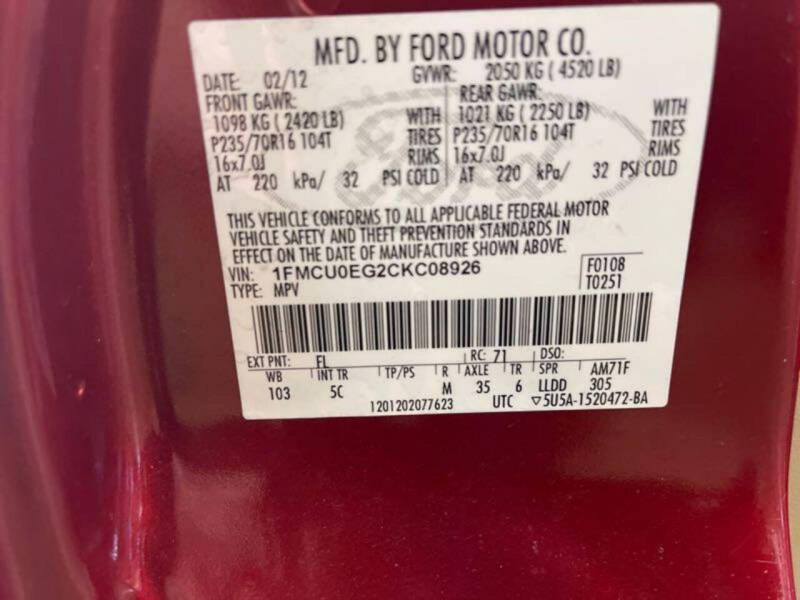 MFD. BY FORD MOTOR CO.
DATE: 02/12 GVWR: 2050 KG ( 4520 LB)
FRONT GAWR: REAR GAWR:
1098 KG ( 2420 LB) WITH 1021 KG ( 2250 LB) WITH
P235/70R16 104T TIRES P235/70R16 104T TIRES
16x7.0J RIMS 16x7.0J RIMS
AT 220 kPa/ 32 PSI COLD AT 220 kPa/ 32 PSI COLD
THIS VEHICLE CONFORMS TO ALL APPLICABLE FEDERAL MOTOR
VEHICLE SAFETY AND THEFT PREVENTION STANDARDS IN
EFFECT ON THE DATE OF MANUFACTURE SHOWN ABOVE.
VIN: 1FMCU0EG2CKC08926 F0108
TYPE: MPV T0251
EXT PNT: FL RC: 71 DSO:
WB INT TR TP/PS R AXLE TR SPR AM71F
103 5C M 35 6 LLDD 305
1201202077623 UTC ▽5U5A-1520472-BA
Ford